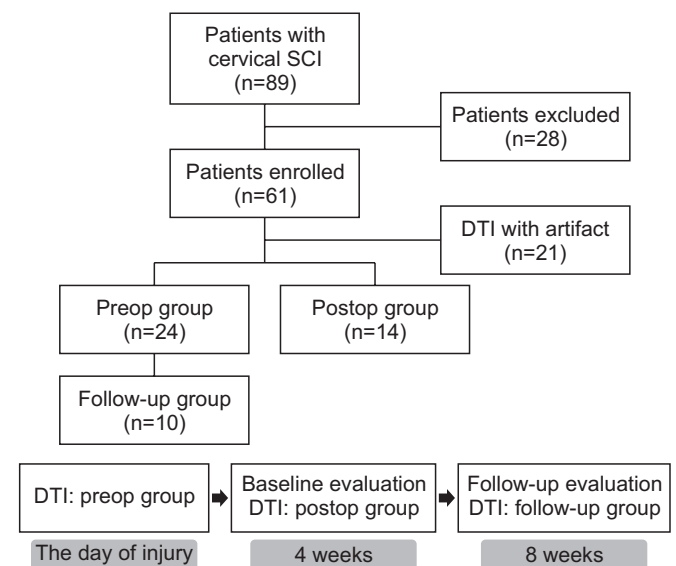 Patients with
cervical SCI
(n=89)
Patients excluded
(n=28)
Patients enrolled
(n=61)
DTI with artifact
(n=21)
Preop group
(n=24)
Postop group
(n=14)
Follow-up group
(n=10)
DTI: preop group
Baseline evaluation
DTI: postop group
Follow-up evaluation
DTI: follow-up group
The day of injury
4 weeks
8 weeks